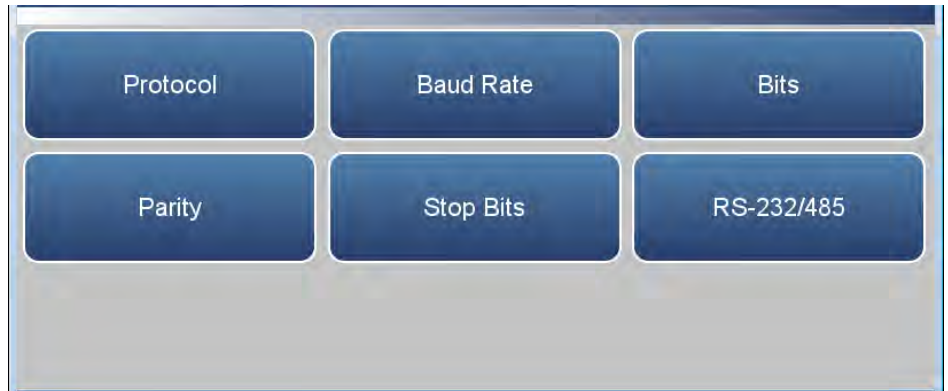 Protocol
Baud Rate
Bits
Parity
Stop Bits
RS-232/485